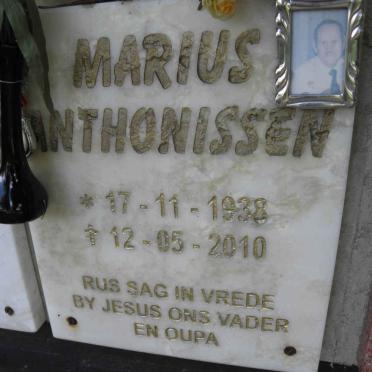 MARIUS
ANTHONISSEN
* 17 - 11 - 1938
† 12 - 05 - 2010
RUS SAG IN VREDE
BY JESUS ONS VADER
EN OUPA